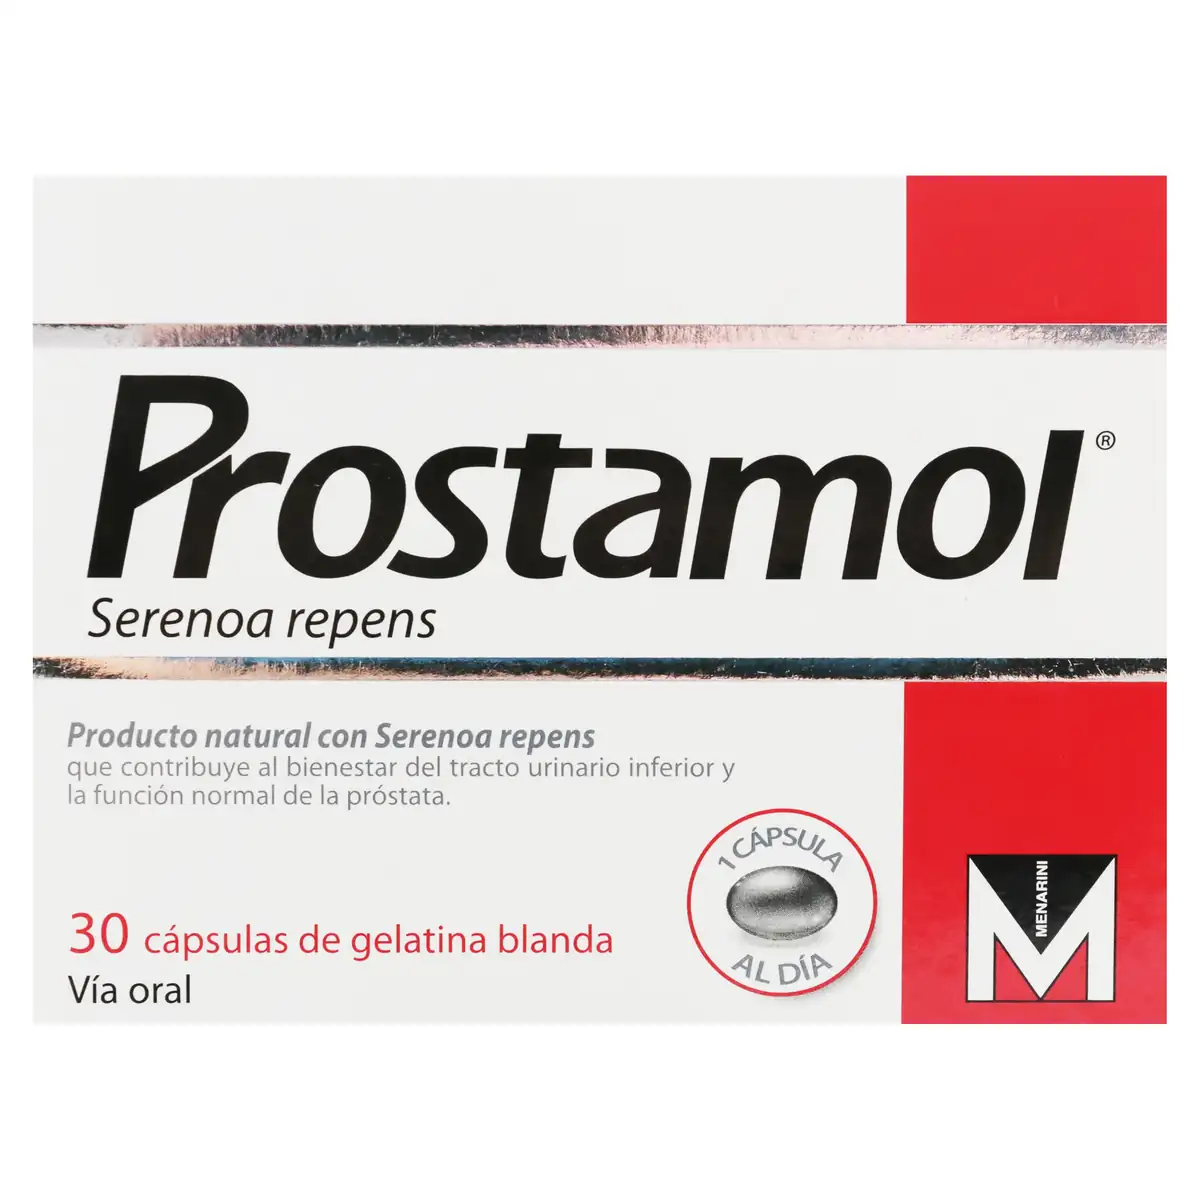 Prostamol®
Serenoa repens
Producto natural con Serenoa repens
que contribuye al bienestar del tracto urinario inferior y
la función normal de la próstata.
1 CÁPSULA
AL DÍA
30 cápsulas de gelatina blanda
Vía oral
MENARINI